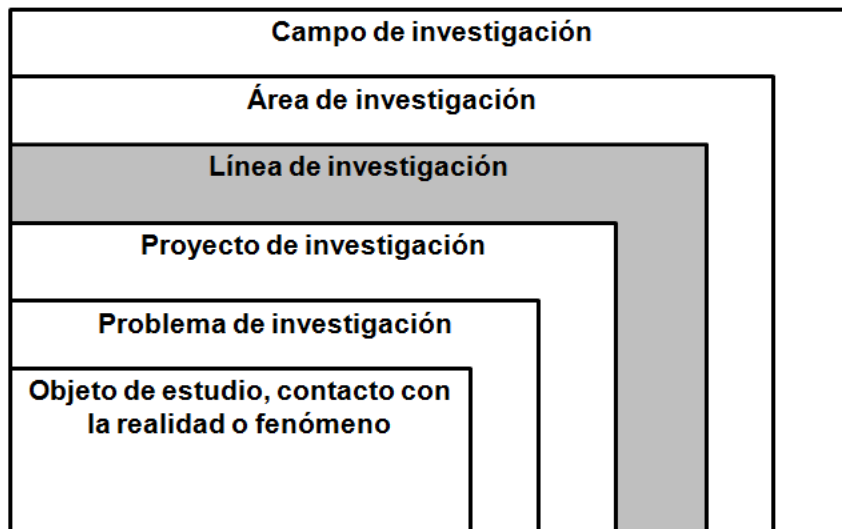 Campo de investigación
Área de investigación
Línea de investigación
Proyecto de investigación
Problema de investigación
Objeto de estudio, contacto con
la realidad o fenómeno